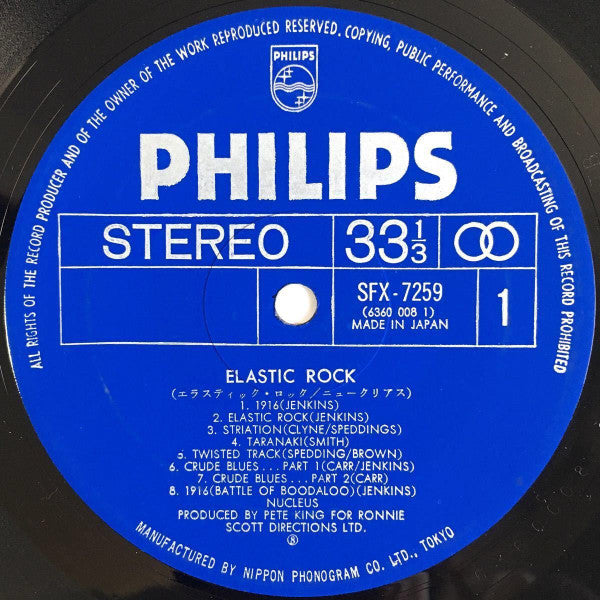 ALL RIGHTS OF THE RECORD PRODUCER AND OF THE OWNER OF THE WORK REPRODUCED RESERVED. COPYING, PUBLIC PERFORMANCE AND BROADCASTING OF THIS RECORD PROHIBITED
PHILIPS
PHILIPS
STEREO 33⅓
SFX-7259
(6360 008 1)
MADE IN JAPAN
1
ELASTIC ROCK
(エラスティック・ロック/ニュークリアス)
1. 1916(JENKINS)
2. ELASTIC ROCK(JENKINS)
3. STRIATION(CLYNE/SPEDDINGS)
4. TARANAKI(SMITH)
5. TWISTED TRACK(SPEDDING/BROWN)
6. CRUDE BLUES...PART 1(CARR/JENKINS)
7. CRUDE BLUES...PART 2(CARR)
8. 1916(BATTLE OF BOODALOO)(JENKINS)
NUCLEUS
PRODUCED BY PETE KING FOR RONNIE
SCOTT DIRECTIONS LTD.
MANUFACTURED BY NIPPON PHONOGRAM CO. LTD., TOKYO